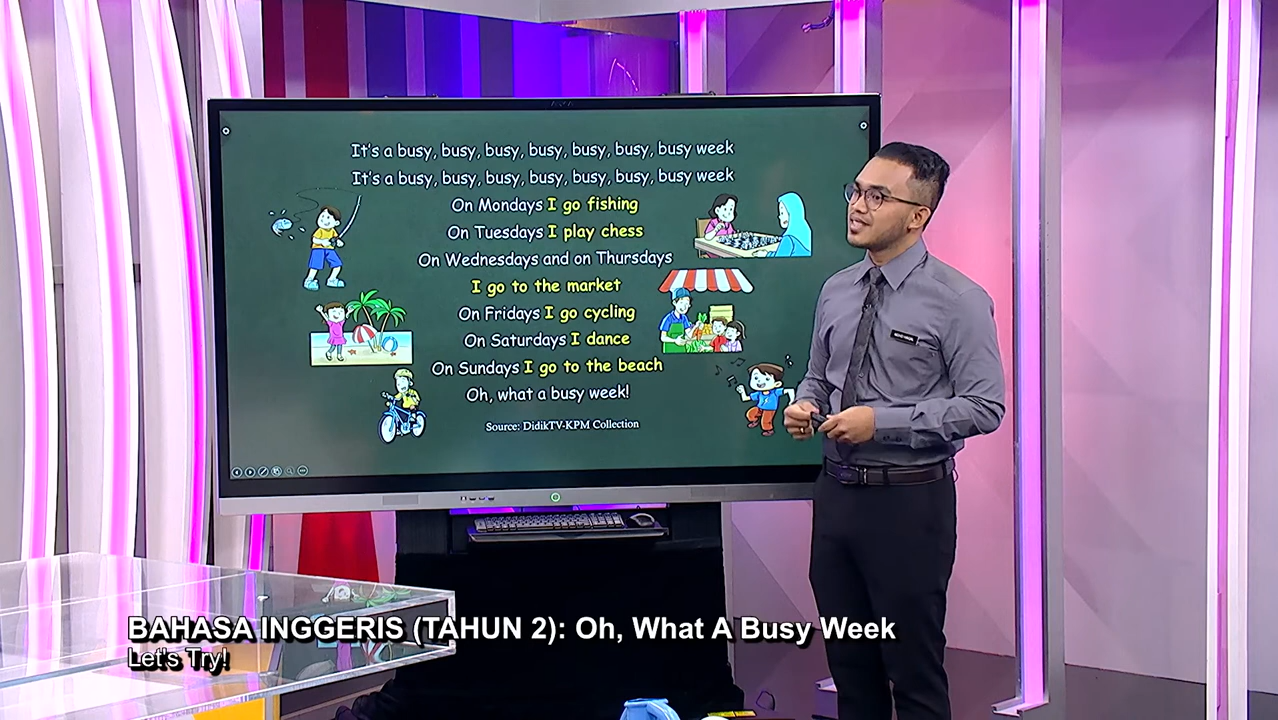 It's a busy, busy, busy, busy, busy, busy, busy week
It's a busy, busy, busy, busy, busy, busy, busy week
On Mondays I go fishing
On Tuesdays I play chess
On Wednesdays and on Thursdays
I go to the market
On Fridays I go cycling
On Saturdays I dance
On Sundays I go to the beach
Oh, what a busy week!
Source: DidikTV-KPM Collection
BAHASA INGGERIS (TAHUN 2): Oh, What A Busy Week
Let's Try!